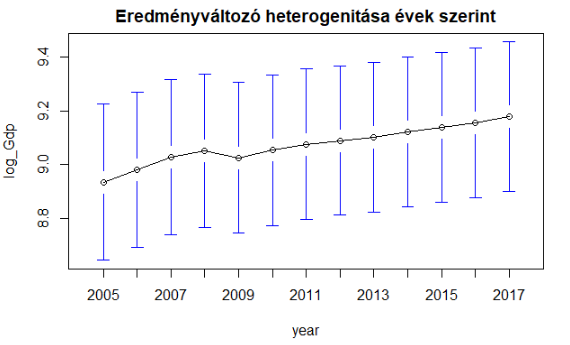 Eredményváltozó heterogenitása évek szerint
log_Gdp
9.4
9.2
9.0
8.8
2005 2007 2009 2011 2013 2015 2017
year